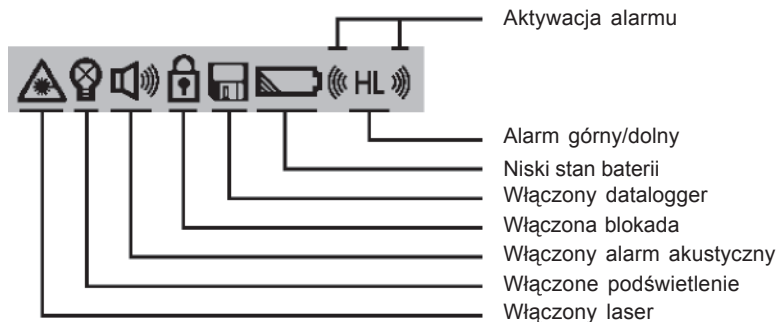 Aktywacja alarmu
HL
Alarm górny/dolny
Niski stan baterii
Włączony datalogger
Włączona blokada
Włączony alarm akustyczny
Włączone podświetlenie
Włączony laser